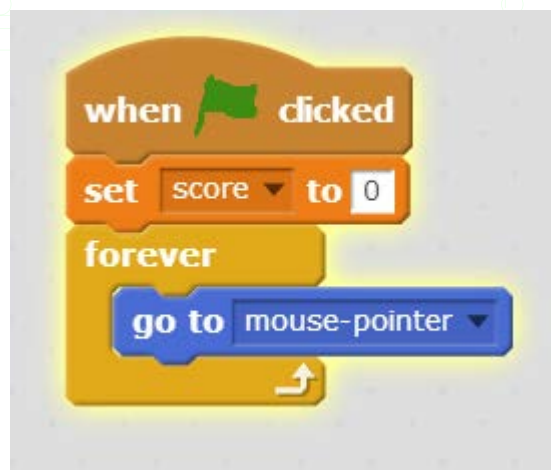 when clicked
set score to 0
forever
go to mouse-pointer